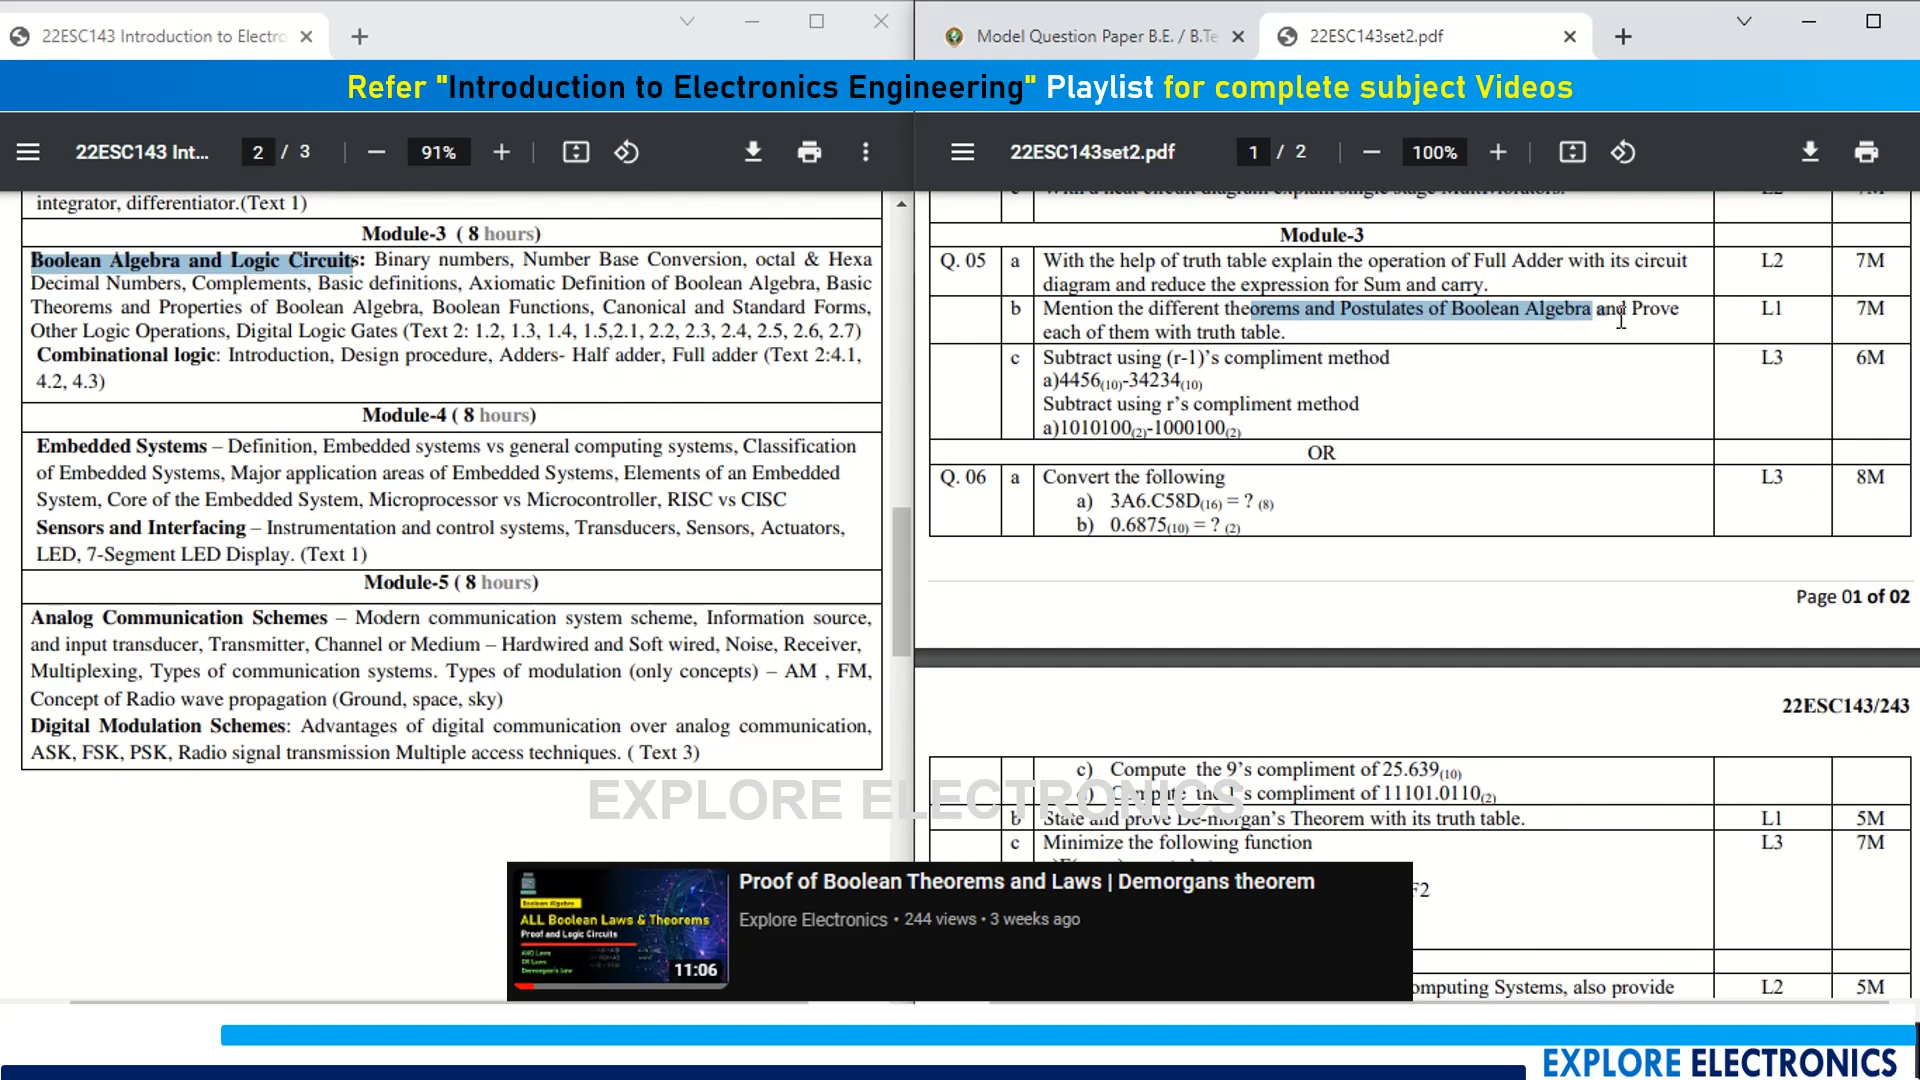 22ESC143 Introduction to Electro
Model Question Paper B.E. / B.Te
22ESC143set2.pdf
Refer "Introduction to Electronics Engineering" Playlist for complete subject Videos
22ESC143 Int... 2 / 3 91%
22ESC143set2.pdf 1 / 2 100%
integrator, differentiator.(Text 1)
Module-3 ( 8 hours)
Boolean Algebra and Logic Circuits: Binary numbers, Number Base Conversion, octal & Hexa
Decimal Numbers, Complements, Basic definitions, Axiomatic Definition of Boolean Algebra, Basic
Theorems and Properties of Boolean Algebra, Boolean Functions, Canonical and Standard Forms,
Other Logic Operations, Digital Logic Gates (Text 2: 1.2, 1.3, 1.4, 1.5,2.1, 2.2, 2.3, 2.4, 2.5, 2.6, 2.7)
Combinational logic: Introduction, Design procedure, Adders- Half adder, Full adder (Text 2:4.1,
4.2, 4.3)
Module-4 ( 8 hours)
Embedded Systems – Definition, Embedded systems vs general computing systems, Classification
of Embedded Systems, Major application areas of Embedded Systems, Elements of an Embedded
System, Core of the Embedded System, Microprocessor vs Microcontroller, RISC vs CISC
Sensors and Interfacing – Instrumentation and control systems, Transducers, Sensors, Actuators,
LED, 7-Segment LED Display. (Text 1)
Module-5 ( 8 hours)
Analog Communication Schemes – Modern communication system scheme, Information source,
and input transducer, Transmitter, Channel or Medium – Hardwired and Soft wired, Noise, Receiver,
Multiplexing, Types of communication systems. Types of modulation (only concepts) – AM , FM,
Concept of Radio wave propagation (Ground, space, sky)
Digital Modulation Schemes: Advantages of digital communication over analog communication,
ASK, FSK, PSK, Radio signal transmission Multiple access techniques. ( Text 3)
Module-3
Q. 05 a With the help of truth table explain the operation of Full Adder with its circuit L2 7M
diagram and reduce the expression for Sum and carry.
b Mention the different theorems and Postulates of Boolean Algebra and Prove L1 7M
each of them with truth table.
c Subtract using (r-1)'s compliment method L3 6M
a)4456(10)-34234(10)
Subtract using r's compliment method
a)1010100(2)-1000100(2)
OR
Q. 06 a Convert the following L3 8M
a) 3A6.C58D(16) = ? (8)
b) 0.6875(10) = ? (2)
Page 01 of 02
22ESC143/243
c) Compute the 9's compliment of 25.639(10)
Compute the 1's compliment of 11101.0110(2)
b State and prove De-morgan's Theorem with its truth table. L1 5M
c Minimize the following function L3 7M
F2
omputing Systems, also provide L2 5M
EXPLORE ELECTRONICS
ALL Boolean Laws & Theorems
Proof and Logic Circuits
11:06
Proof of Boolean Theorems and Laws | Demorgans theorem
Explore Electronics • 244 views • 3 weeks ago
EXPLORE ELECTRONICS